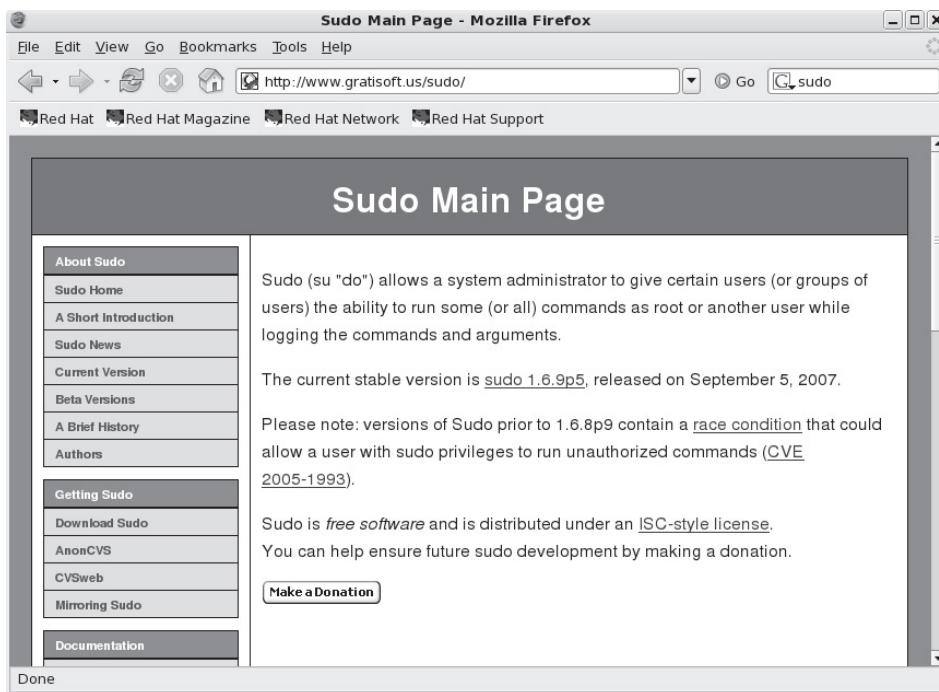 Sudo Main Page - Mozilla Firefox
File Edit View Go Bookmarks Tools Help
http://www.gratisoft.us/sudo/ Go G sudo
Red Hat Red Hat Magazine Red Hat Network Red Hat Support
Sudo Main Page
About Sudo
Sudo Home
A Short Introduction
Sudo News
Current Version
Beta Versions
A Brief History
Authors
Getting Sudo
Download Sudo
AnonCVS
CVSweb
Mirroring Sudo
Documentation
Sudo (su "do") allows a system administrator to give certain users (or groups of
users) the ability to run some (or all) commands as root or another user while
logging the commands and arguments.
The current stable version is sudo 1.6.9p5, released on September 5, 2007.
Please note: versions of Sudo prior to 1.6.8p9 contain a race condition that could
allow a user with sudo privileges to run unauthorized commands (CVE
2005-1993).
Sudo is free software and is distributed under an ISC-style license.
You can help ensure future sudo development by making a donation.
Make a Donation
Done